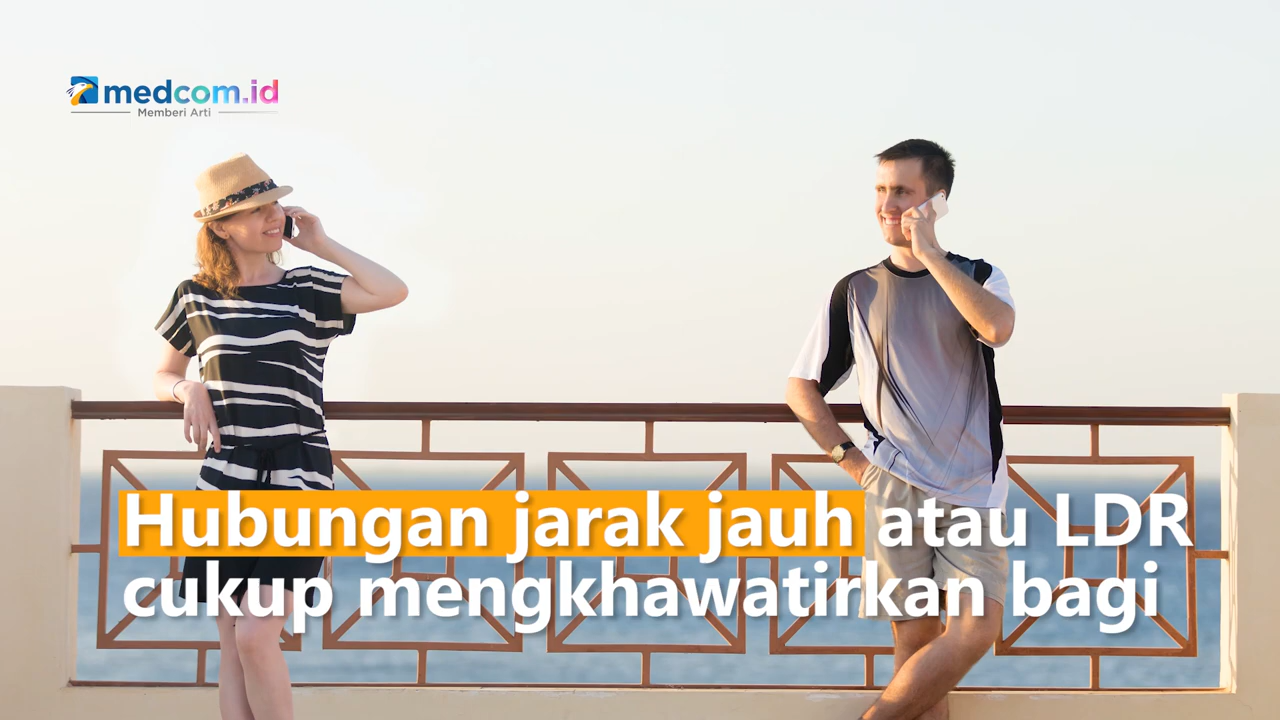 medcom.id
Memberi Arti
Hubungan jarak jauh atau LDR
cukup mengkhawatirkan bagi